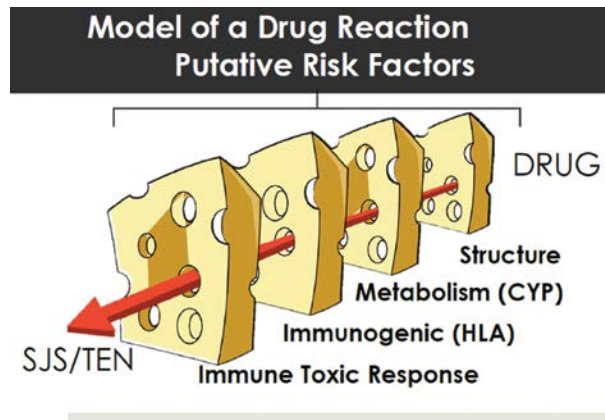 Model of a Drug Reaction
Putative Risk Factors
DRUG
Structure
Metabolism (CYP)
Immunogenic (HLA)
SJS/TEN
Immune Toxic Response